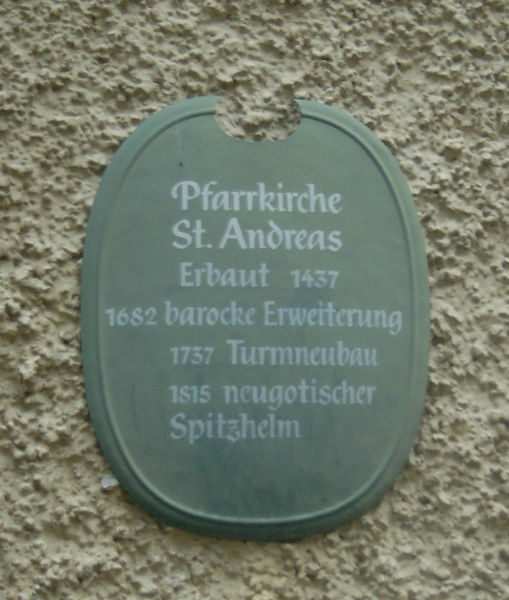 Pfarrkirche
St. Andreas
Erbaut 1437
1682 barocke Erweiterung
1737 Turmneubau
1815 neugotischer
Spitzhelm